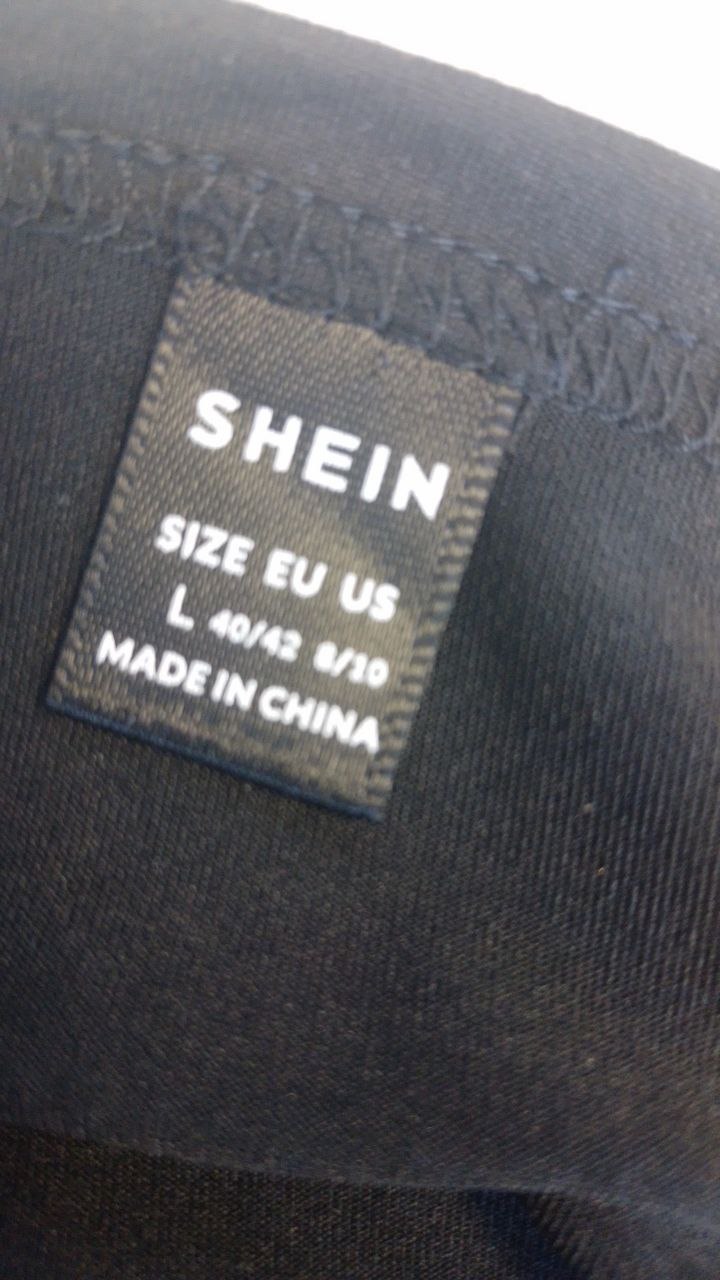 SHEIN
SIZE EU US
L 40/42 8/10
MADE IN CHINA